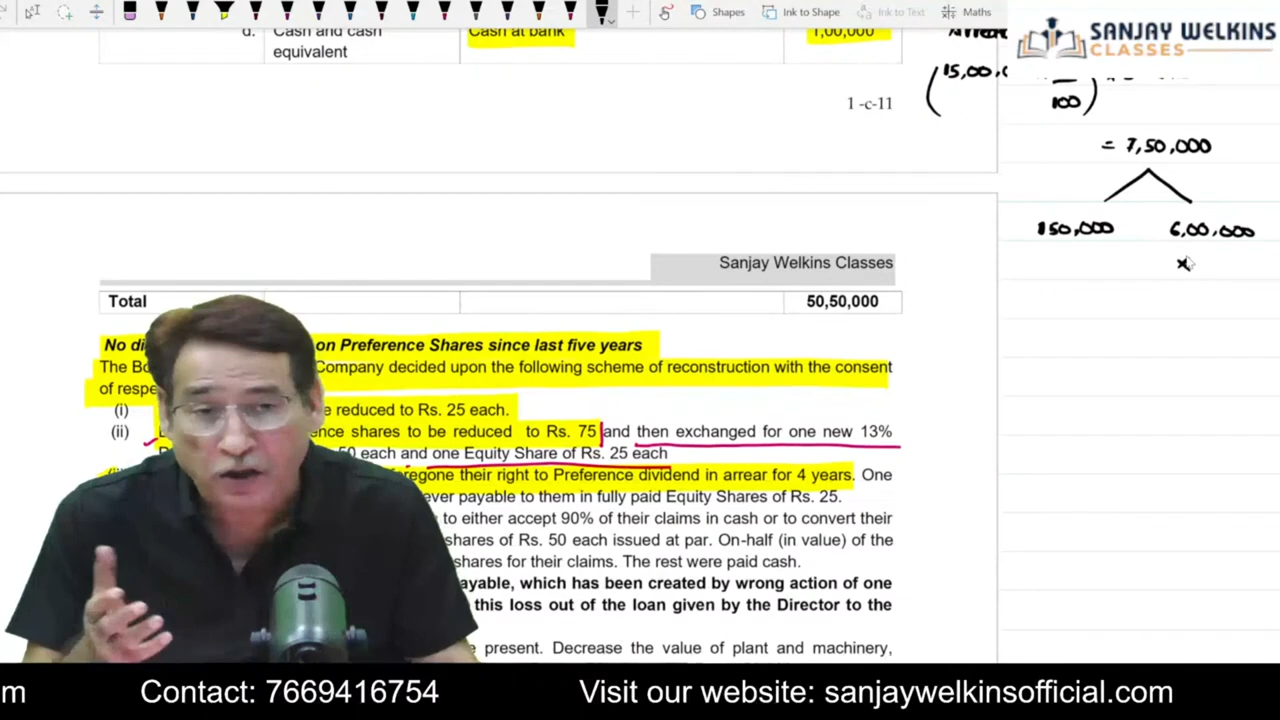 Shapes
Ink to Shape
Ink to Text
Maths
d.
Cash and cash
equivalent
Cash at bank
1,00,000
SANJAY WELKINS
CLASSES
15,00,0
100
= 7,50,000
150,000
6,00,000
×
1 -c-11
Sanjay Welkins Classes
Total
50,50,000
on Preference Shares since last five years
The Company decided upon the following scheme of reconstruction with the consent
of
(i) e reduced to Rs. 25 each.
(ii) ence shares to be reduced to Rs. 75 and then exchanged for one new 13%
50 each and one Equity Share of Rs. 25 each
regone their right to Preference dividend in arrear for 4 years. One
ever payable to them in fully paid Equity Shares of Rs. 25.
to either accept 90% of their claims in cash or to convert their
shares of Rs. 50 each issued at par. On-half (in value) of the
shares for their claims. The rest were paid cash.
ayable, which has been created by wrong action of one
this loss out of the loan given by the Director to the
e present. Decrease the value of plant and machinery,
m
Contact: 7669416754
Visit our website: sanjaywelkinsofficial.com